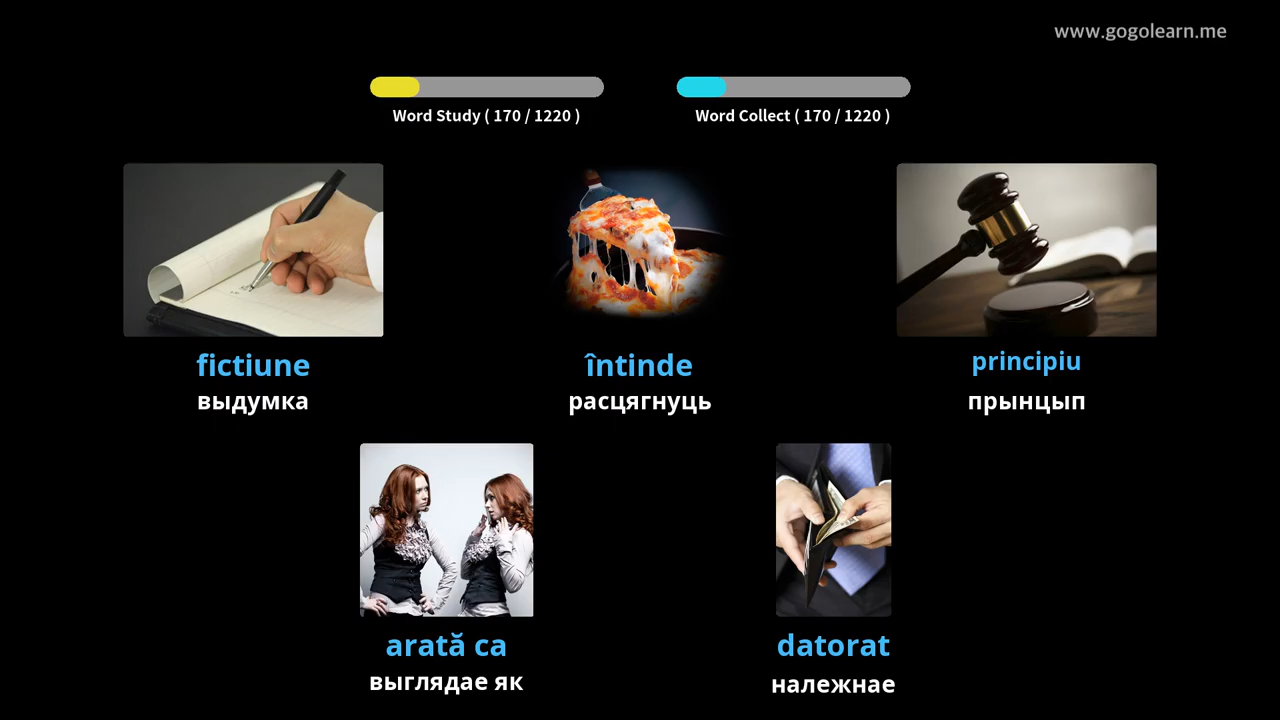 www.gogolearn.me
Word Study ( 170 / 1220 )
Word Collect ( 170 / 1220 )
fictiune
выдумка
întinde
расцягнуць
principiu
прынцып
arată ca
выглядае як
datorat
належнае